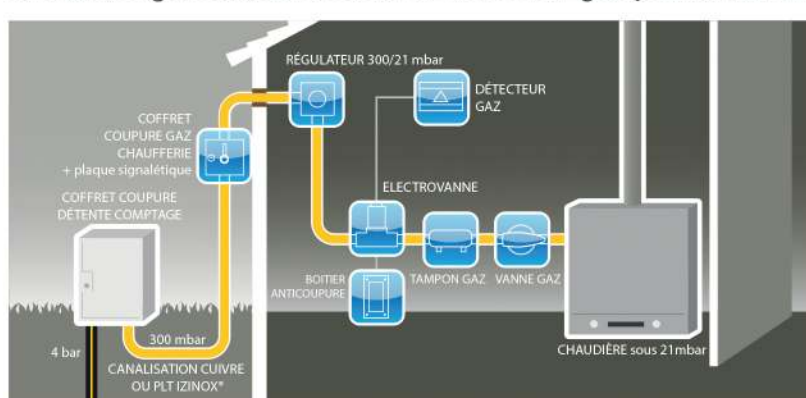 RÉGULATEUR 300/21 mbar
DÉTECTEUR
GAZ
COFFRET
COUPURE GAZ
CHAUFFERIE
+ plaque signalétique
ELECTROVANNE
COFFRET COUPURE
DÉTENTE COMPTAGE
BOITIER
ANTICOUPURE
TAMPON GAZ
VANNE GAZ
300 mbar
4 bar
CHAUDIÈRE sous 21mbar
CANALISATION CUIVRE
OU PLT IZINOX*